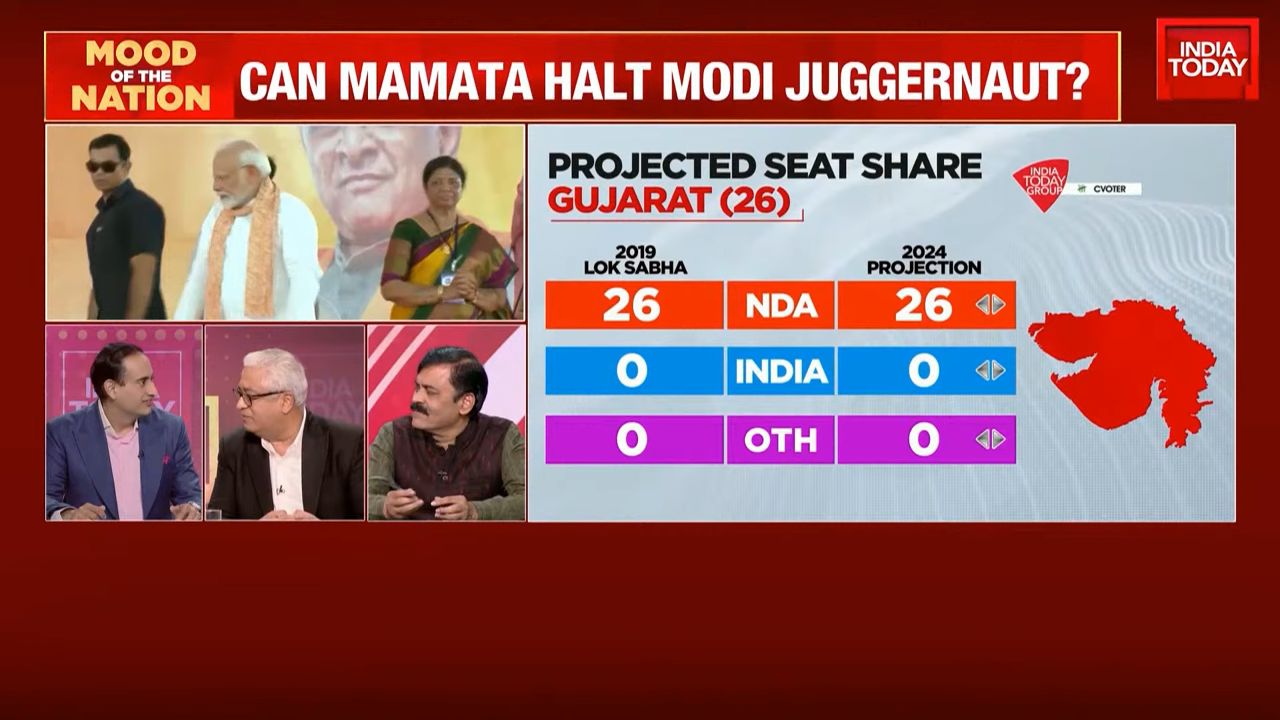 MOOD
OF THE
NATION
CAN MAMATA HALT MODI JUGGERNAUT?
INDIA
TODAY
PROJECTED SEAT SHARE
GUJARAT (26)
INDIA
TODAY
GROUP
CVOTER
2019
LOK SABHA
2024
PROJECTION
26 NDA 26
0 INDIA 0
0 OTH 0